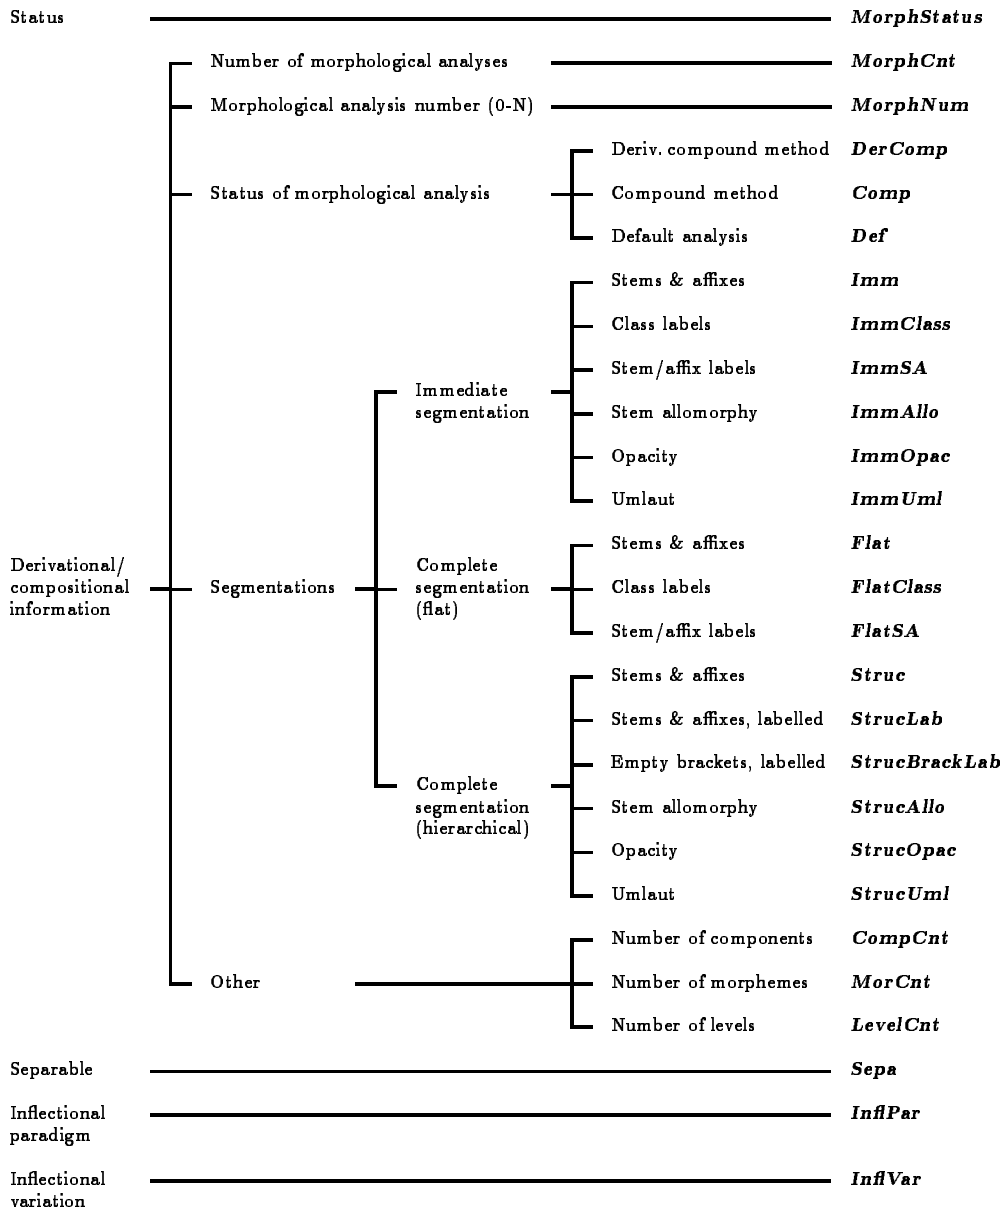 Status MorphStatus
Number of morphological analyses MorphCnt
Morphological analysis number (0-N) MorphNum
Deriv. compound method DerComp
Status of morphological analysis Compound method Comp
Default analysis Def
Stems & affixes Imm
Class labels ImmClass
Stem/affix labels ImmSA
Immediate
segmentation
Stem allomorphy ImmAllo
Opacity ImmOpac
Umlaut ImmUml
Stems & affixes Flat
Derivational/
compositional
information
Segmentations
Complete
segmentation
(flat)
Class labels FlatClass
Stem/affix labels FlatSA
Stems & affixes Struc
Stems & affixes, labelled StrucLab
Empty brackets, labelled StrucBrackLab
Complete
segmentation
(hierarchical)
Stem allomorphy StrucAllo
Opacity StrucOpac
Umlaut StrucUml
Number of components CompCnt
Other Number of morphemes MorCnt
Number of levels LevelCnt
Separable Sepa
Inflectional InflPar
paradigm
Inflectional InflVar
variation